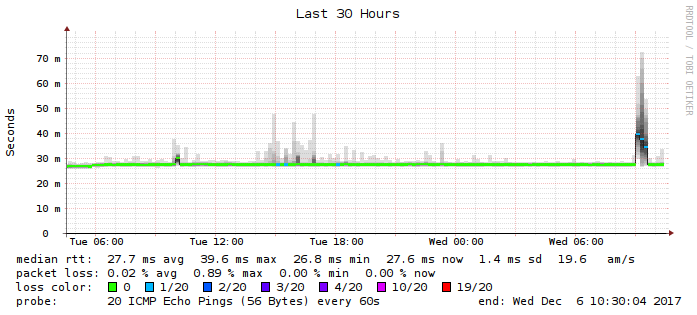 Last 30 Hours
RRDTOOL / TOBI OETIKER
Seconds
70 m
60 m
50 m
40 m
30 m
20 m
10 m
0
Tue 06:00 Tue 12:00 Tue 18:00 Wed 00:00 Wed 06:00
median rtt: 27.7 ms avg 39.6 ms max 26.8 ms min 27.6 ms now 1.4 ms sd 19.6 am/s
packet loss: 0.02 % avg 0.89 % max 0.00 % min 0.00 % now
loss color: 0 1/20 2/20 3/20 4/20 10/20 19/20
probe: 20 ICMP Echo Pings (56 Bytes) every 60s end: Wed Dec 6 10:30:04 2017